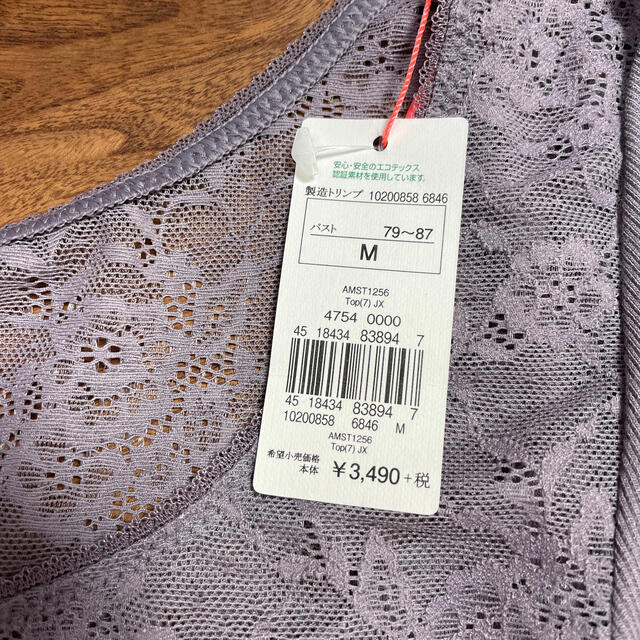 安心・安全のエコテックス
認証素材を使用しています。
製造トリンプ 10200858 6846
バスト 79〜87
M
AMST1256
Top(7) JX
4754 0000
45 18434 83894 7
45 18434 83894 7
10200858 6846 M
AMST1256
Top(7) JX
希望小売価格
本体 ¥3,490+税